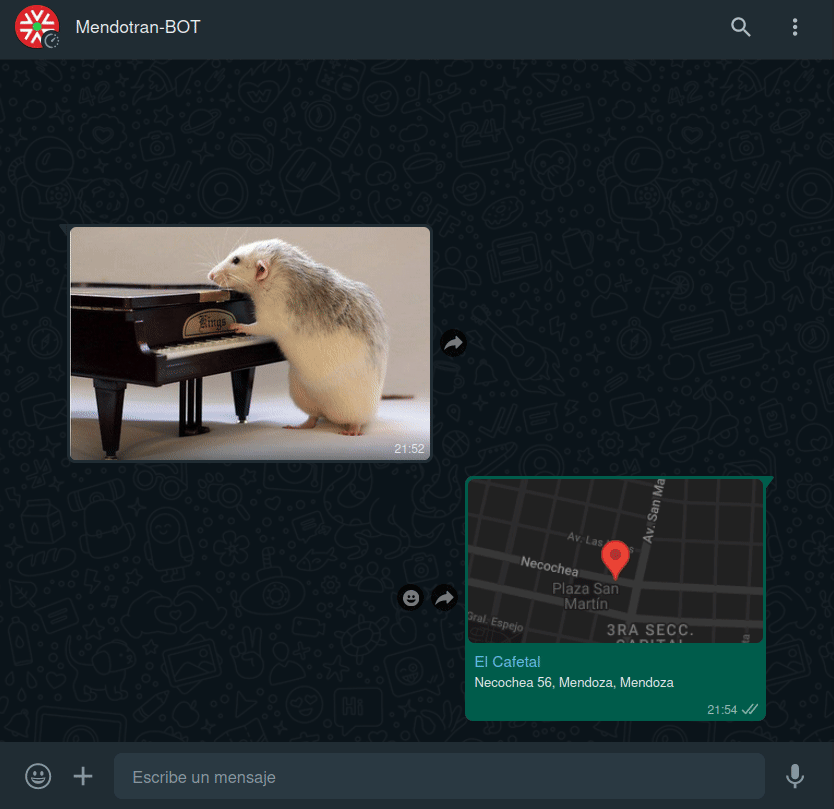 Mendotran-BOT
Kings
21:52
Av. San Ma
Av. Las
Necochea
Plaza San
Martín
Gral. Espejo
3RA SECC.
CAPITAL
El Cafetal
Necochea 56, Mendoza, Mendoza
21:54
Escribe un mensaje